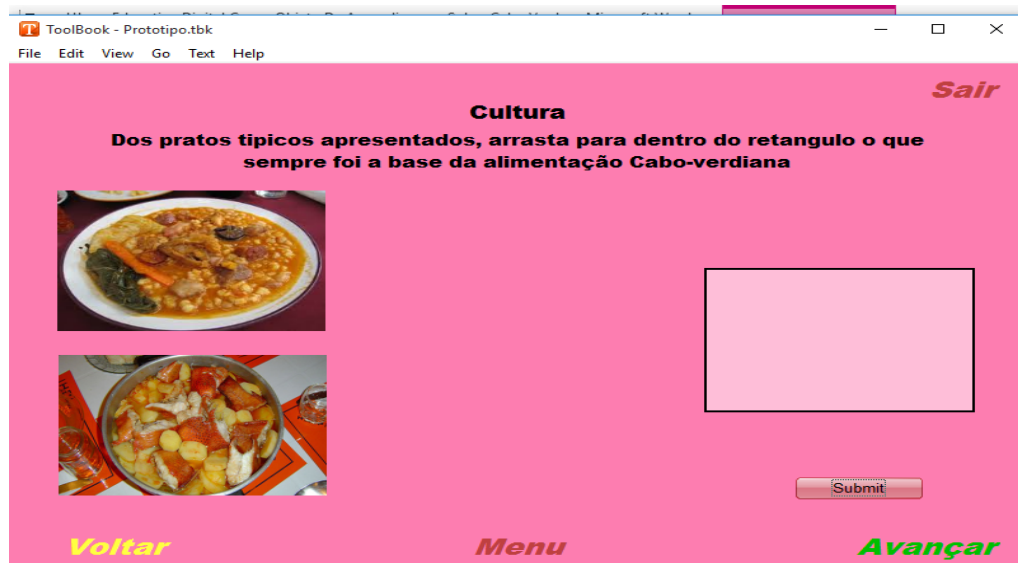 ToolBook - Prototipo.tbk
File Edit View Go Text Help
Sair
Cultura
Dos pratos tipicos apresentados, arrasta para dentro do retangulo o que
sempre foi a base da alimentação Cabo-verdiana
Submit
Voltar Menu Avançar